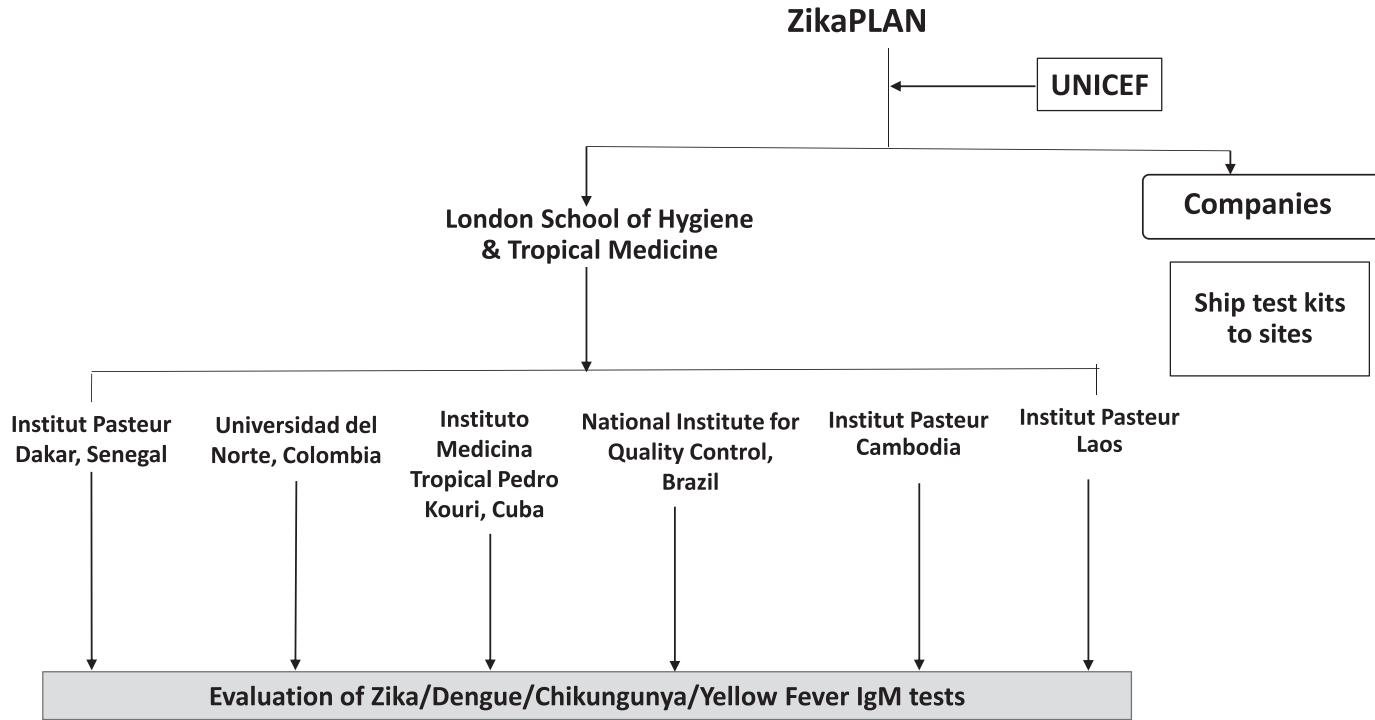 ZikaPLAN
UNICEF
London School of Hygiene
& Tropical Medicine
Companies
Ship test kits
to sites
Institut Pasteur
Dakar, Senegal
Universidad del
Norte, Colombia
Instituto
Medicina
Tropical Pedro
Kouri, Cuba
National Institute for
Quality Control,
Brazil
Institut Pasteur
Cambodia
Institut Pasteur
Laos
Evaluation of Zika/Dengue/Chikungunya/Yellow Fever IgM tests